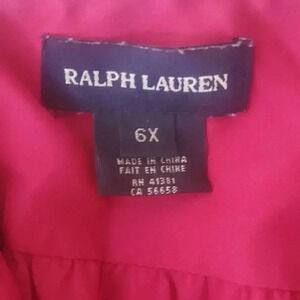 RALPH LAUREN
6X
MADE IN CHINA
FAIT EN CHINE
RN 41381
CA 56658